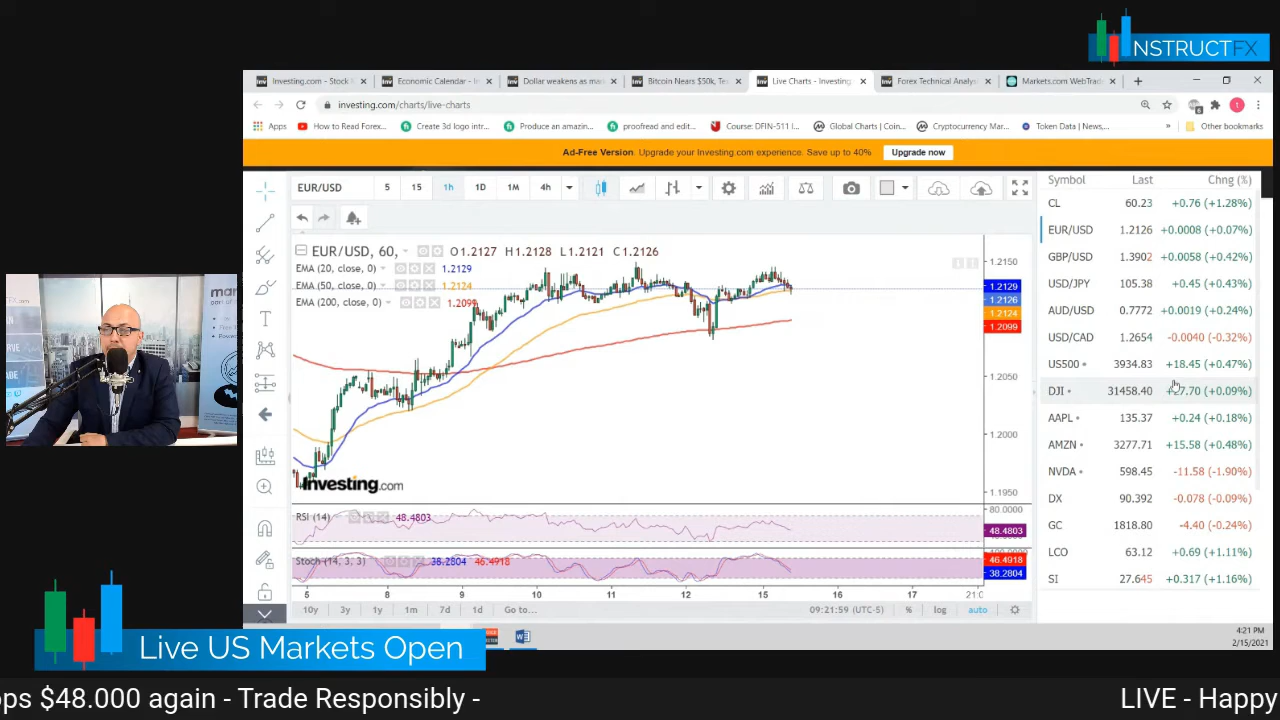 NSTRUCTFX
Investing.com - Stock
Economic Calendar - I
Dollar weakens as mar
Bitcoin Nears $50k, Te
Live Charts - Investing.
Forex Technical Analy
Markets.com WebTrad
investing.com/charts/live-charts
Apps
How to Read Forex...
Create 3d logo intr...
Produce an amazin...
proofread and edit...
Course: DFIN-511 I...
Global Charts | Coin...
Cryptocurrency Mar...
Token Data | News,...
»
Other bookmarks
Ad-Free Version. Upgrade your Investing.com experience. Save up to 40%
Upgrade now
EUR/USD 5 15 1h 1D 1M 4h
EUR/USD, 60, O 1.2127 H 1.2128 L 1.2121 C 1.2126
EMA (20, close, 0) 1.2129
EMA (50, close, 0) 1.2124
EMA (200, close, 0) 1.2099
1.2150
1.2129
1.2126
1.2124
1.2099
1.2050
1.2000
1.1950
Investing.com
RSI (14) 48.4803
80.0000
48.4803
Stoch (14, 3, 3) 38.2804 46.4918
46.4918
38.2804
5 8 9 10 11 12 15 16 17 21:0
10y 3y 1y 1m 7d 1d Go to... 09:21:59 (UTC-5) % log auto
Symbol Last Chng (%)
CL 60.23 +0.76 (+1.28%)
EUR/USD 1.2126 +0.0008 (+0.07%)
GBP/USD 1.3902 +0.0058 (+0.42%)
USD/JPY 105.38 +0.45 (+0.43%)
AUD/USD 0.7772 +0.0019 (+0.24%)
USD/CAD 1.2654 -0.0040 (-0.32%)
US500 3934.83 +18.45 (+0.47%)
DJI 31458.40 +27.70 (+0.09%)
AAPL 135.37 +0.24 (+0.18%)
AMZN 3277.71 +15.58 (+0.48%)
NVDA 598.45 -11.58 (-1.90%)
DX 90.392 -0.078 (-0.09%)
GC 1818.80 -4.40 (-0.24%)
LCO 63.12 +0.69 (+1.11%)
SI 27.645 +0.317 (+1.16%)
4:21 PM
2/15/2021
Live US Markets Open
ps $48.000 again - Trade Responsibly - LIVE - Happy